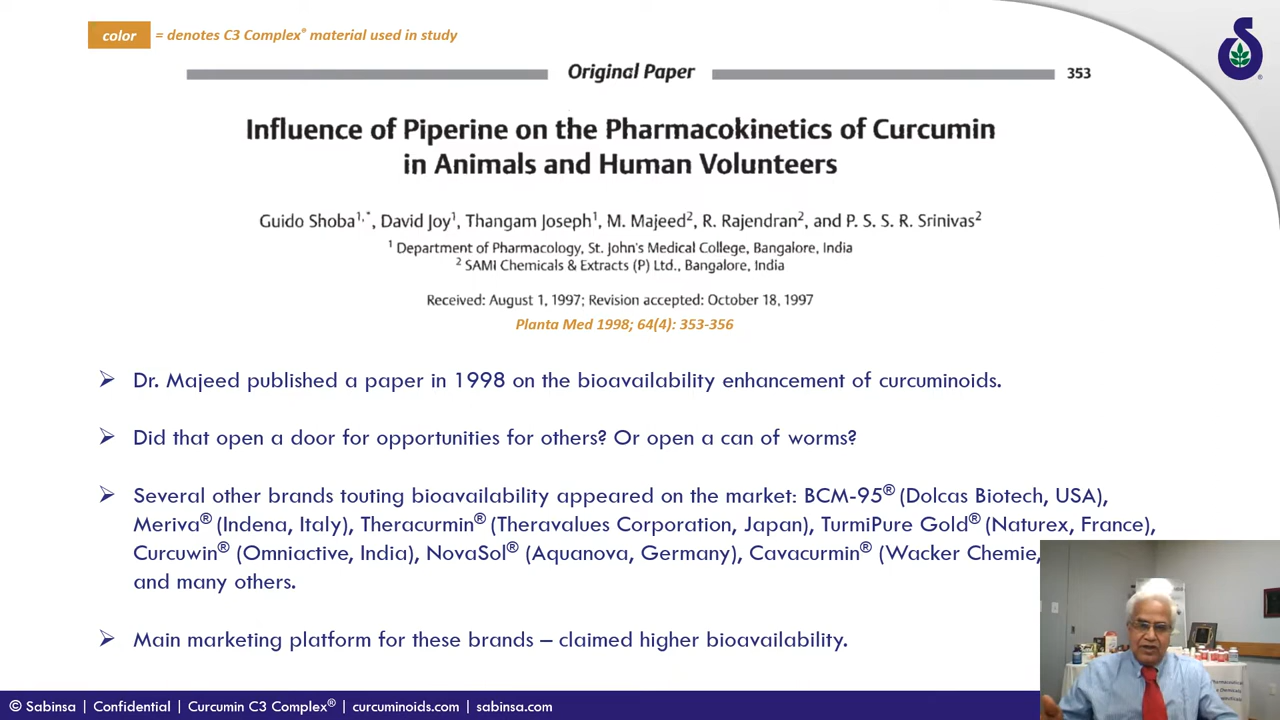 color = denotes C3 Complex® material used in study
Original Paper 353
Influence of Piperine on the Pharmacokinetics of Curcumin
in Animals and Human Volunteers
Guido Shoba1,*, David Joy1, Thangam Joseph1, M. Majeed2, R. Rajendran2, and P. S. S. R. Srinivas2
1 Department of Pharmacology, St. John's Medical College, Bangalore, India
2 SAMI Chemicals & Extracts (P) Ltd., Bangalore, India
Received: August 1, 1997; Revision accepted: October 18, 1997
Planta Med 1998; 64(4): 353-356
➢ Dr. Majeed published a paper in 1998 on the bioavailability enhancement of curcuminoids.
➢ Did that open a door for opportunities for others? Or open a can of worms?
➢ Several other brands touting bioavailability appeared on the market: BCM-95® (Dolcas Biotech, USA),
Meriva® (Indena, Italy), Theracurmin® (Theravalues Corporation, Japan), TurmiPure Gold® (Naturex, France),
Curcuwin® (Omniactive, India), NovaSol® (Aquanova, Germany), Cavacurmin® (Wacker Chemie,
and many others.
➢ Main marketing platform for these brands – claimed higher bioavailability.
© Sabinsa | Confidential | Curcumin C3 Complex® | curcuminoids.com | sabinsa.com